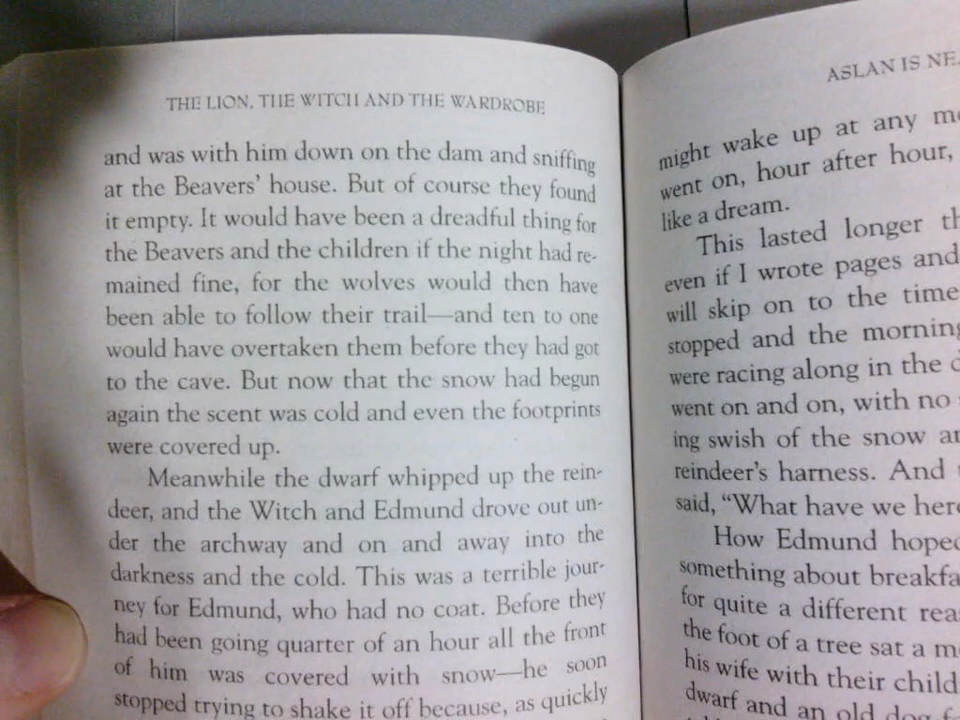 THE LION, THE WITCH AND THE WARDROBE
and was with him down on the dam and sniffing
at the Beavers' house. But of course they found
it empty. It would have been a dreadful thing for
the Beavers and the children if the night had re-
mained fine, for the wolves would then have
been able to follow their trail—and ten to one
would have overtaken them before they had got
to the cave. But now that the snow had begun
again the scent was cold and even the footprints
were covered up.
Meanwhile the dwarf whipped up the rein-
deer, and the Witch and Edmund drove out un-
der the archway and on and away into the
darkness and the cold. This was a terrible jour-
ney for Edmund, who had no coat. Before they
had been going quarter of an hour all the front
of him was covered with snow—he soon
stopped trying to shake it off because, as quickly
ASLAN IS
might wake up at any
went on, hour after hour,
like a dream.
This lasted longer
even if I wrote pages and
will skip on to the time
stopped and the morning
were racing along in the
went on and on, with no
ing swish of the snow
reindeer's harness. And
said, "What have we
How Edmund hoped
something about
for quite a different
the foot of a tree sat a
his wife with their
dwarf and an old dog